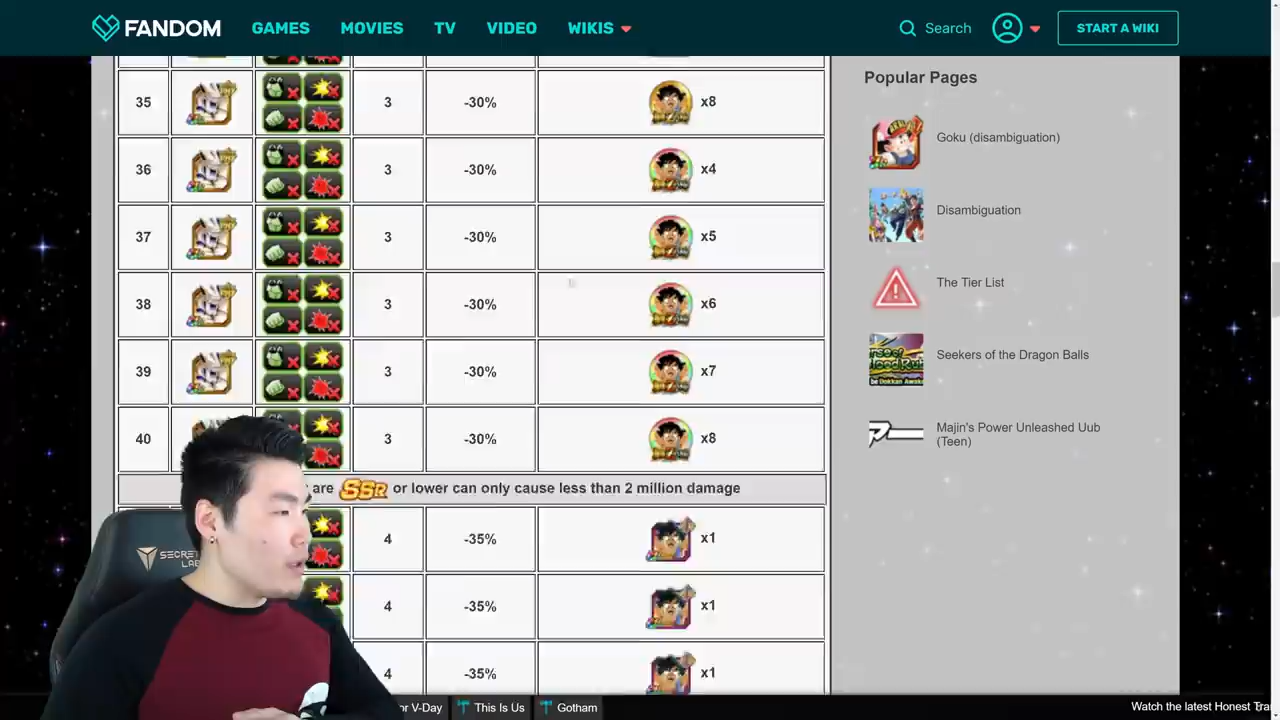 FANDOM GAMES MOVIES TV VIDEO WIKIS Search START A WIKI
Popular Pages
35 3 -30% x8
Goku (disambiguation)
36 3 -30% x4
Disambiguation
37 3 -30% x5
The Tier List
38 3 -30% x6
Seekers of the Dragon Balls
39 3 -30% x7
Majin's Power Unleashed Uub
(Teen)
40 3 -30% x8
are SSR or lower can only cause less than 2 million damage
4 -35% x1
SECRET
LAB
4 -35% x1
4 -35% x1
or V-Day This Is Us Gotham Watch the latest Honest Tra